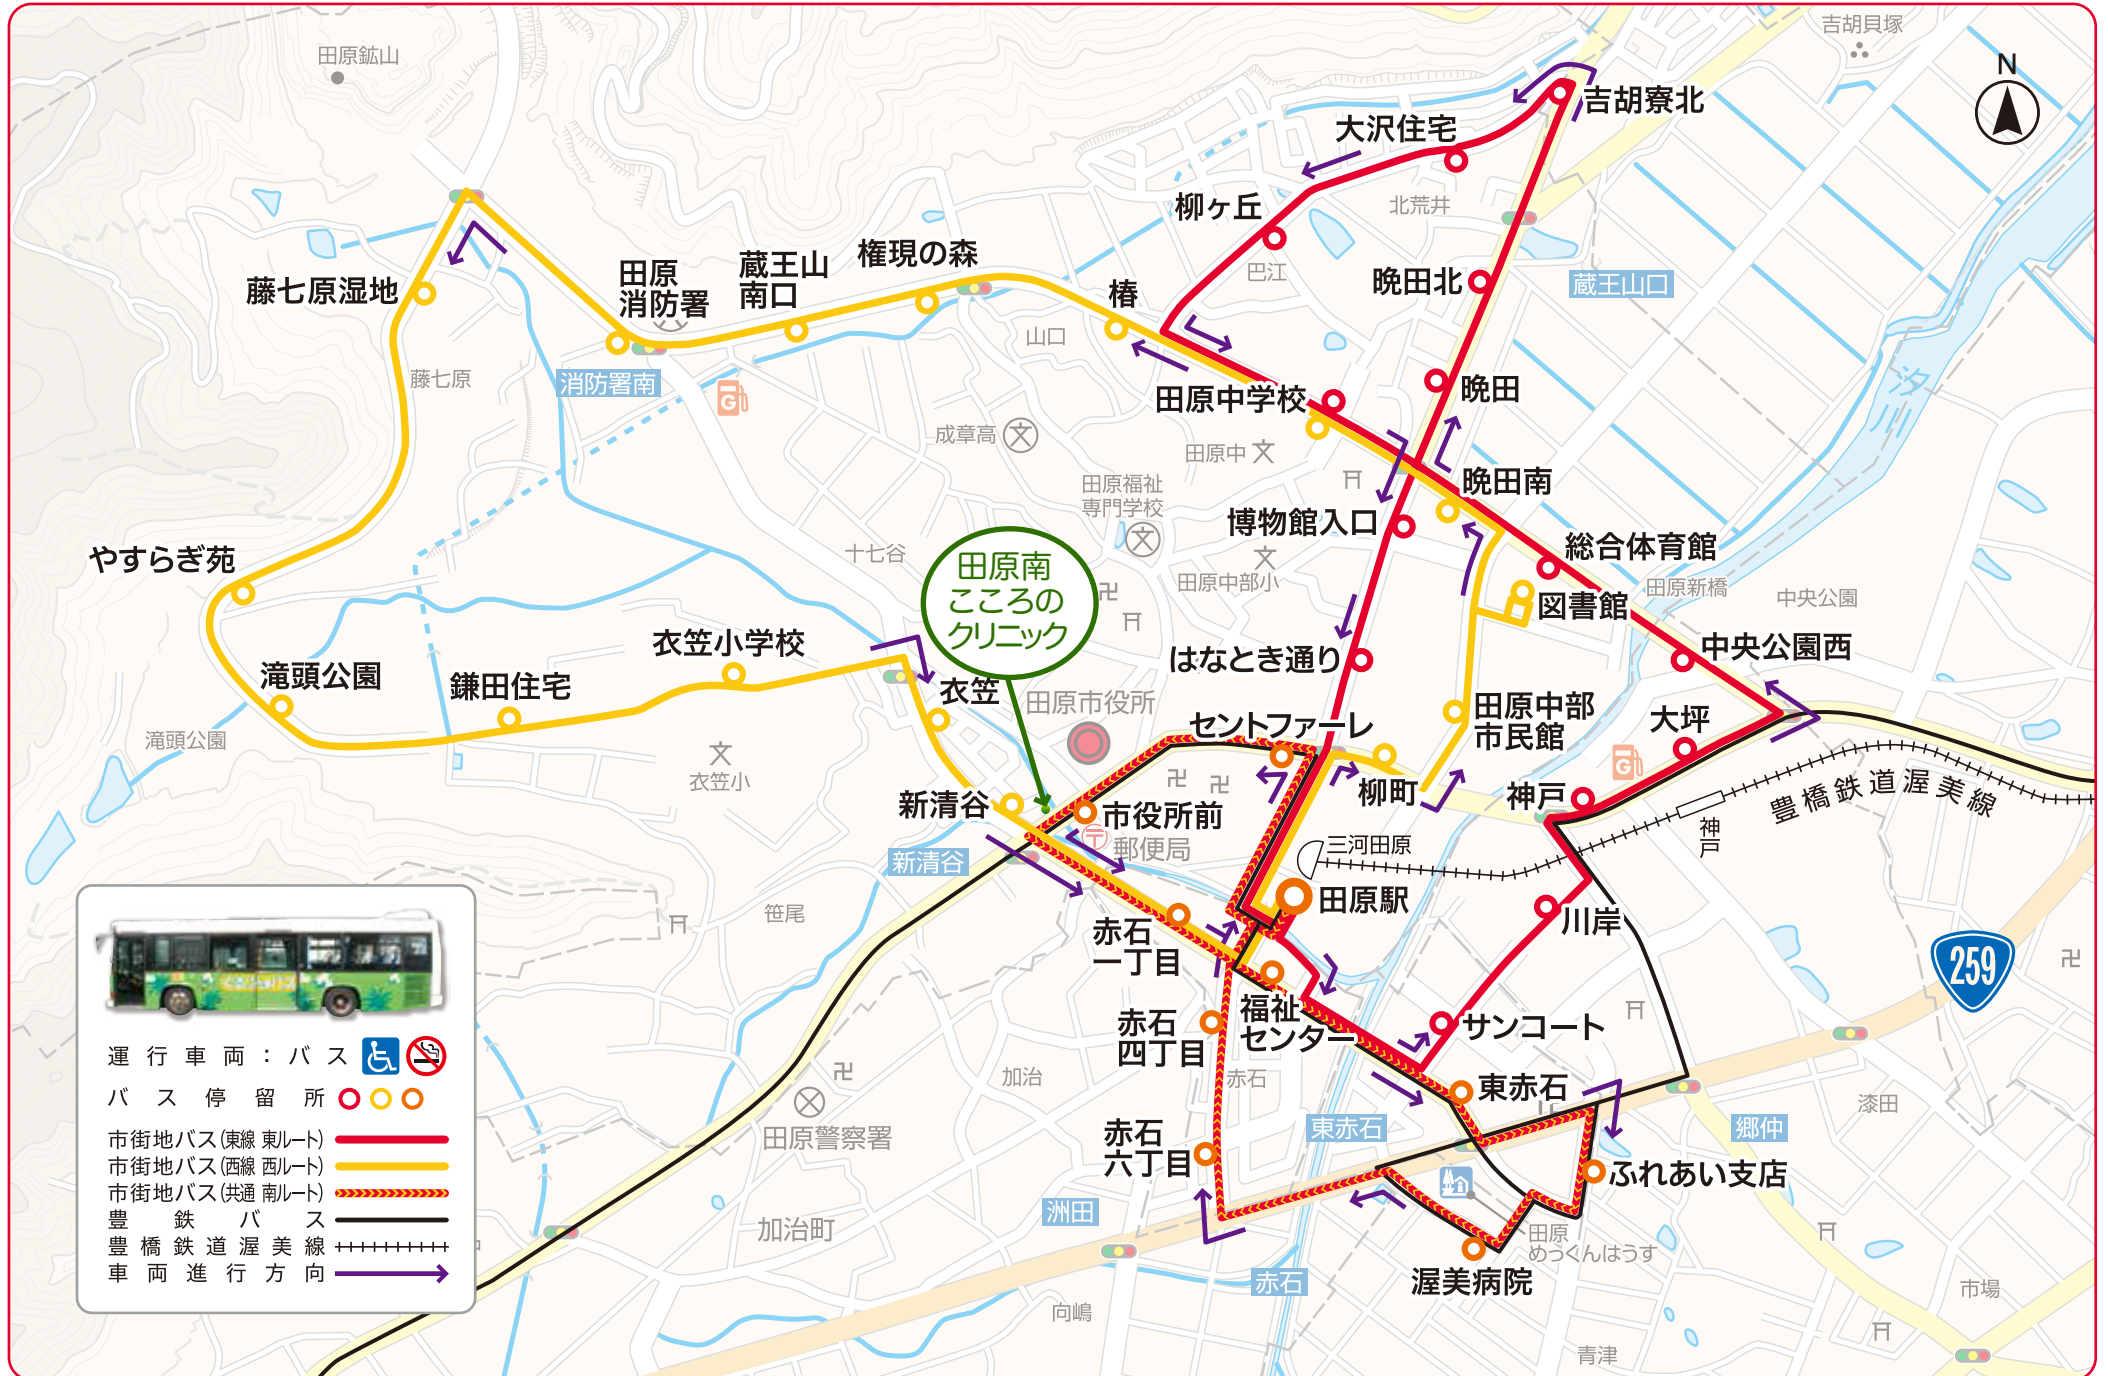 田原鉱山
吉胡貝塚
N
吉胡寮北
大沢住宅
柳ヶ丘
北荒井
巴江
晩田北
蔵王山口
権現の森
蔵王山
南口
田原
消防署
藤七原湿地
椿
山口
消防署南
藤七原
晩田
田原中学校
成章高
文
田原中
文
晩田南
田原福祉
専門学校
文
博物館入口
総合体育館
田原新橋
中央公園
十七谷
田原中部小
文
田原南
こころの
クリニック
やすらぎ苑
図書館
中央公園西
はなとき通り
衣笠小学校
滝頭公園
鎌田住宅
衣笠
田原市役所
セントファーレ
田原中部
市民館
大坪
滝頭公園
文
衣笠小
柳町
神戸
豊橋鉄道渥美線
神戸
新清谷
市役所前
郵便局
新清谷
三河田原
田原駅
川岸
笹尾
赤石
一丁目
福祉
センター
サンコート
259
赤石
四丁目
赤石
加治
東赤石
田原警察署
赤石
六丁目
東赤石
漆田
郷仲
ふれあい支店
洲田
加治町
田原
めっくんはうす
渥美病院
赤石
向嶋
市場
青津
運行車両：バス
バス停留所
市街地バス(東線 東ルート)
市街地バス(西線 西ルート)
市街地バス(共通 南ルート)
豊鉄バス
豊橋鉄道渥美線
車両進行方向